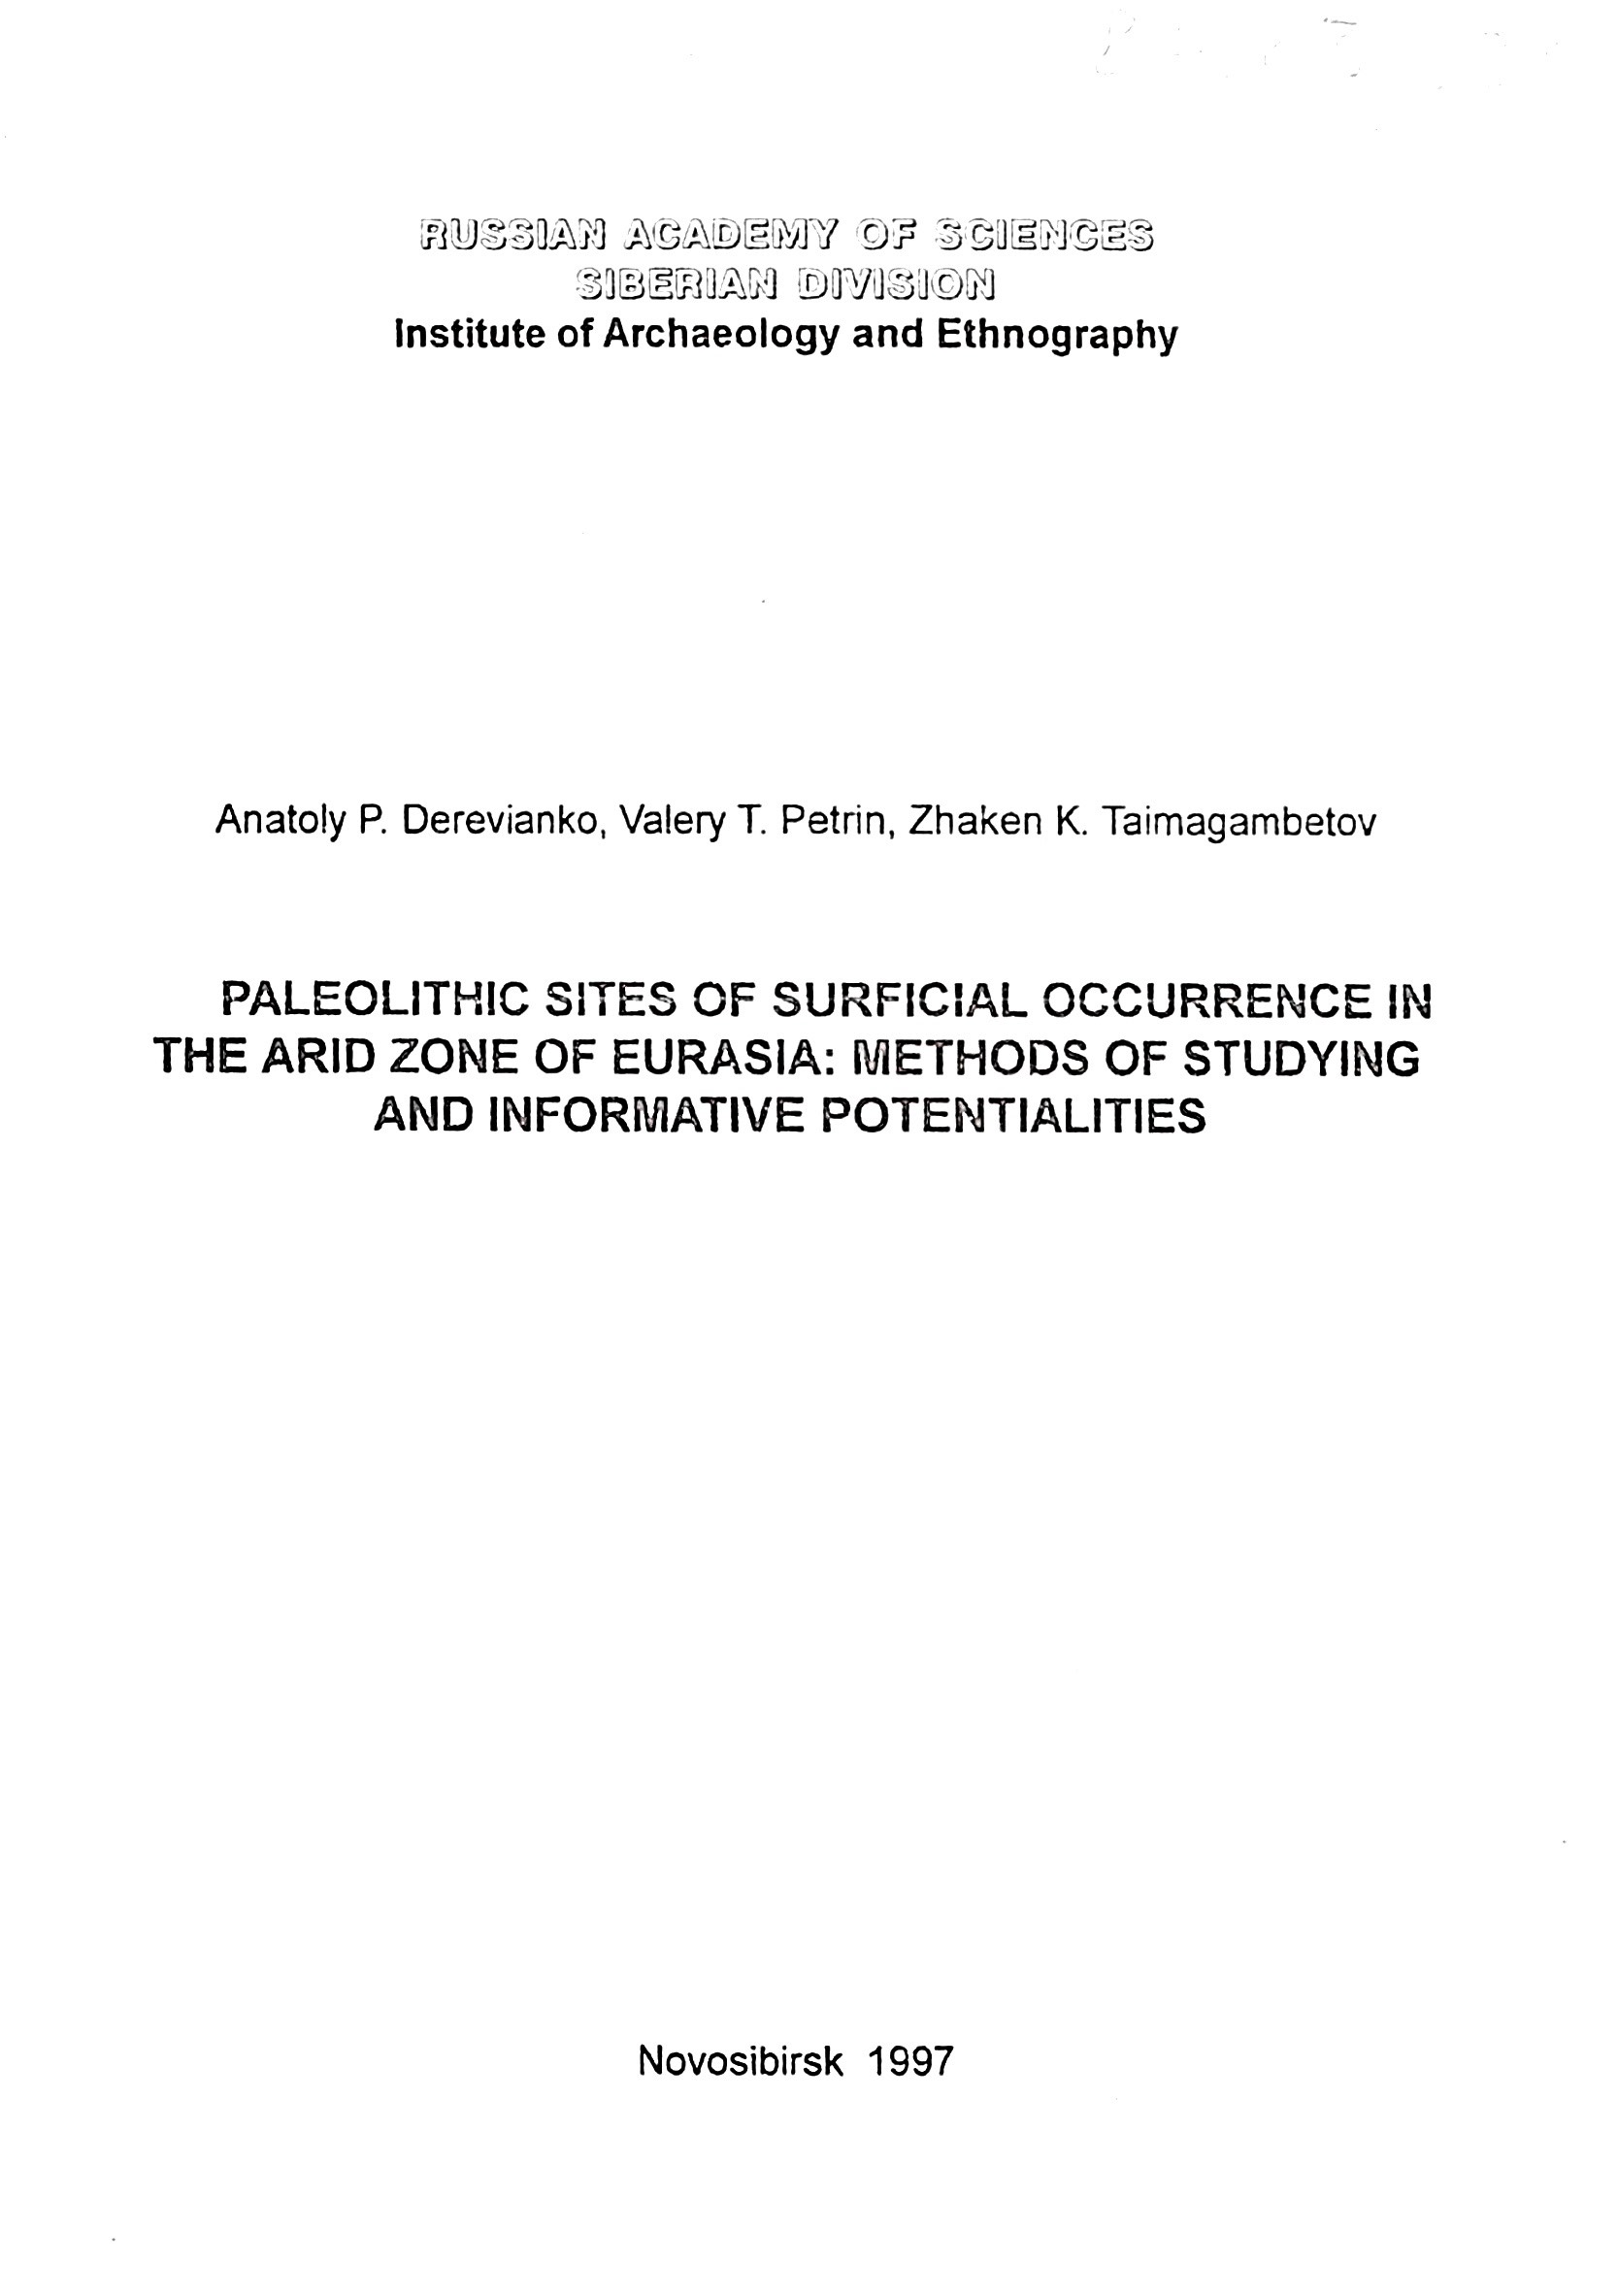 RUSSIAN ACADEMY OF SCIENCES
SIBERIAN DIVISION
Institute of Archaeology and Ethnography
Anatoly P. Derevianko, Valery T. Petrin, Zhaken K. Taimagambetov
PALEOLITHIC SITES OF SURFICIAL OCCURRENCE IN
THE ARID ZONE OF EURASIA: METHODS OF STUDYING
AND INFORMATIVE POTENTIALITIES
Novosibirsk 1997